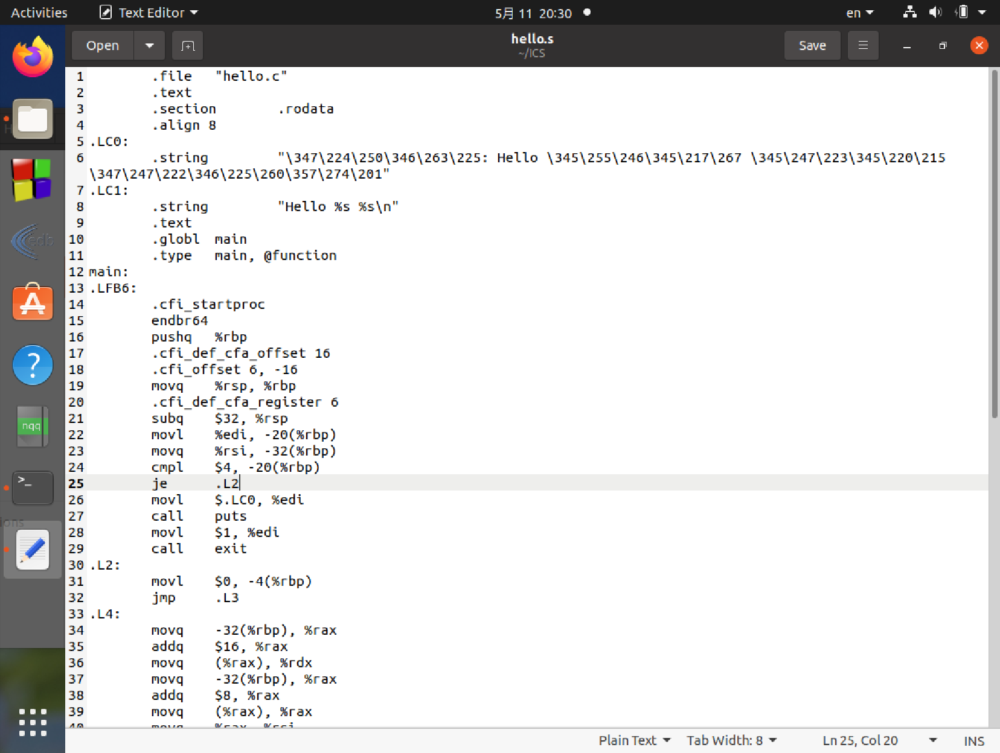 Activities
Text Editor
5月 11 20:30
en
Open
hello.s
~/ICS
Save
1 .file "hello.c"
2 .text
3 .section .rodata
4 .align 8
5 .LC0:
6 .string "\347\224\250\346\263\225: Hello \345\255\246\345\217\267 \345\247\223\345\220\215
\347\247\222\346\225\260\357\274\201"
7 .LC1:
8 .string "Hello %s %s\n"
9 .text
10 .globl main
11 .type main, @function
12 main:
13 .LFB6:
14 .cfi_startproc
15 endbr64
16 pushq %rbp
17 .cfi_def_cfa_offset 16
18 .cfi_offset 6, -16
19 movq %rsp, %rbp
20 .cfi_def_cfa_register 6
21 subq $32, %rsp
22 movl %edi, -20(%rbp)
23 movq %rsi, -32(%rbp)
24 cmpl $4, -20(%rbp)
25 je .L2
26 movl $.LC0, %edi
27 call puts
28 movl $1, %edi
29 call exit
30 .L2:
31 movl $0, -4(%rbp)
32 jmp .L3
33 .L4:
34 movq -32(%rbp), %rax
35 addq $16, %rax
36 movq (%rax), %rdx
37 movq -32(%rbp), %rax
38 addq $8, %rax
39 movq (%rax), %rax
edb
nqq
Plain Text
Tab Width: 8
Ln 25, Col 20
INS